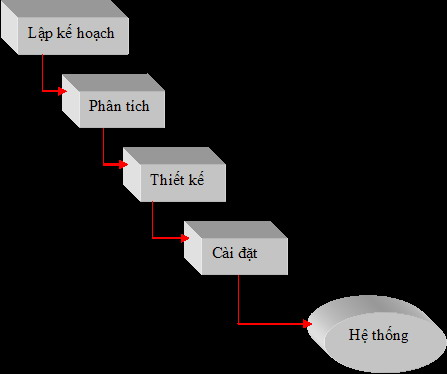 Lập kế hoạch
Phân tích
Thiết kế
Cài đặt
Hệ thống